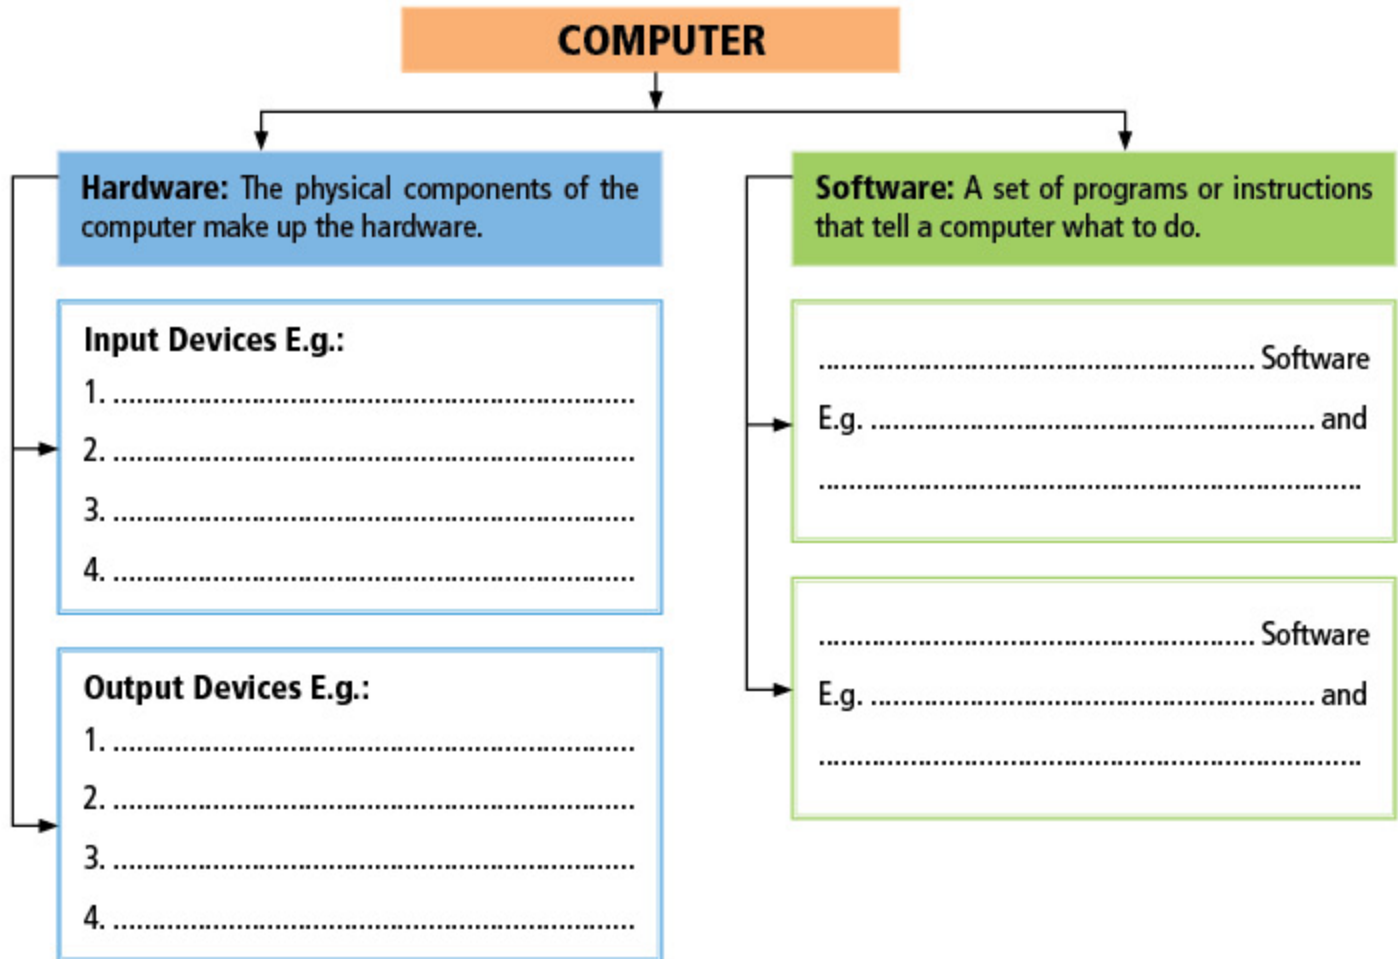 COMPUTER
Hardware: The physical components of the
computer make up the hardware.
Input Devices E.g.:
1. ....................................................................
2. ....................................................................
3. ....................................................................
4. ....................................................................
Output Devices E.g.:
1. ....................................................................
2. ....................................................................
3. ....................................................................
4. ....................................................................
Software: A set of programs or instructions
that tell a computer what to do.
......................................................... Software
E.g. .......................................................... and
.......................................................................
......................................................... Software
E.g. .......................................................... and
.......................................................................